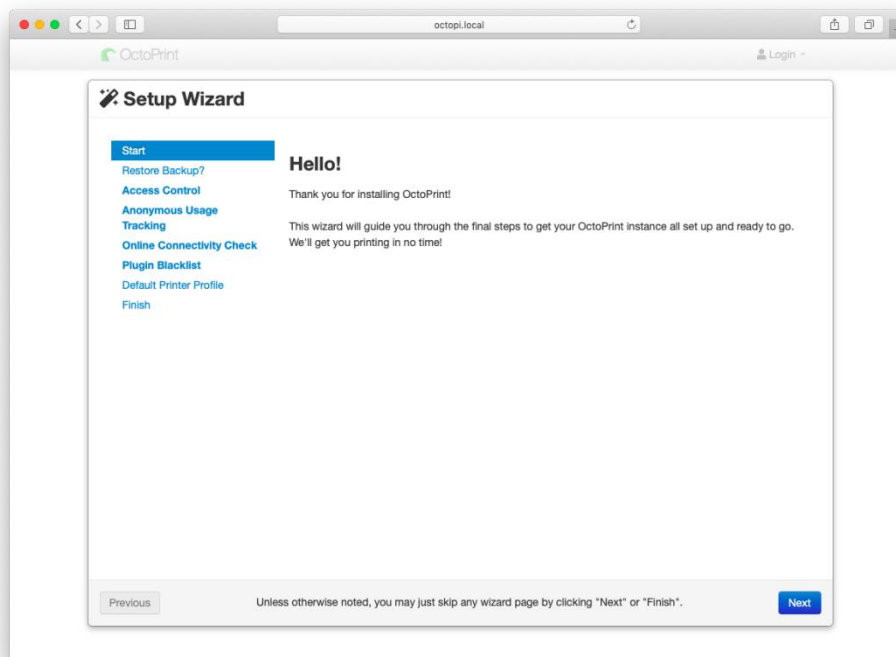 octopi.local
OctoPrint
Login
Setup Wizard
Start
Restore Backup?
Access Control
Anonymous Usage
Tracking
Online Connectivity Check
Plugin Blacklist
Default Printer Profile
Finish
Hello!
Thank you for installing OctoPrint!
This wizard will guide you through the final steps to get your OctoPrint instance all set up and ready to go.
We'll get you printing in no time!
Previous
Unless otherwise noted, you may just skip any wizard page by clicking "Next" or "Finish".
Next